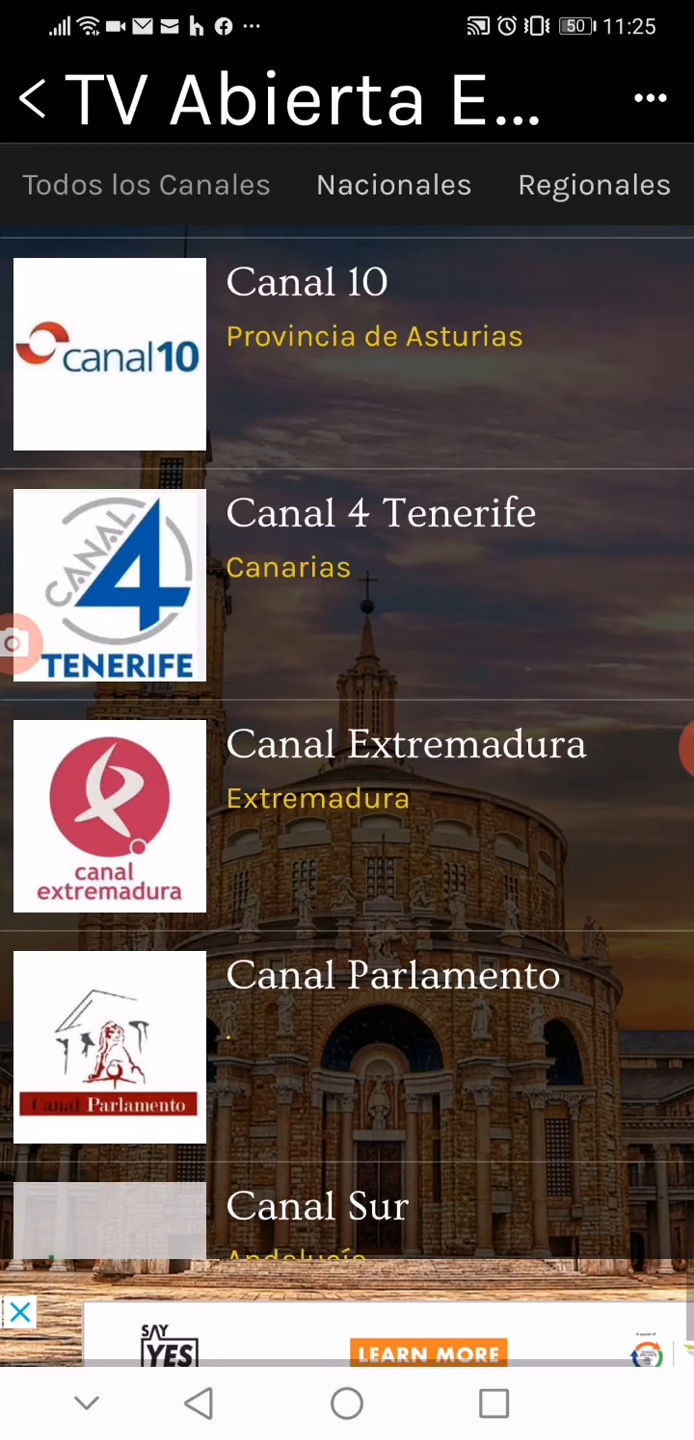 50 11:25
TV Abierta E...
Todos los Canales Nacionales Regionales
canal10
Canal 10
Provincia de Asturias
CANAL 4
TENERIFE
Canal 4 Tenerife
Canarias
canal
extremadura
Canal Extremadura
Extremadura
Canal Parlamento
Canal Parlamento
.
Canal Sur
Andalucía
SAY
YES
LEARN MORE